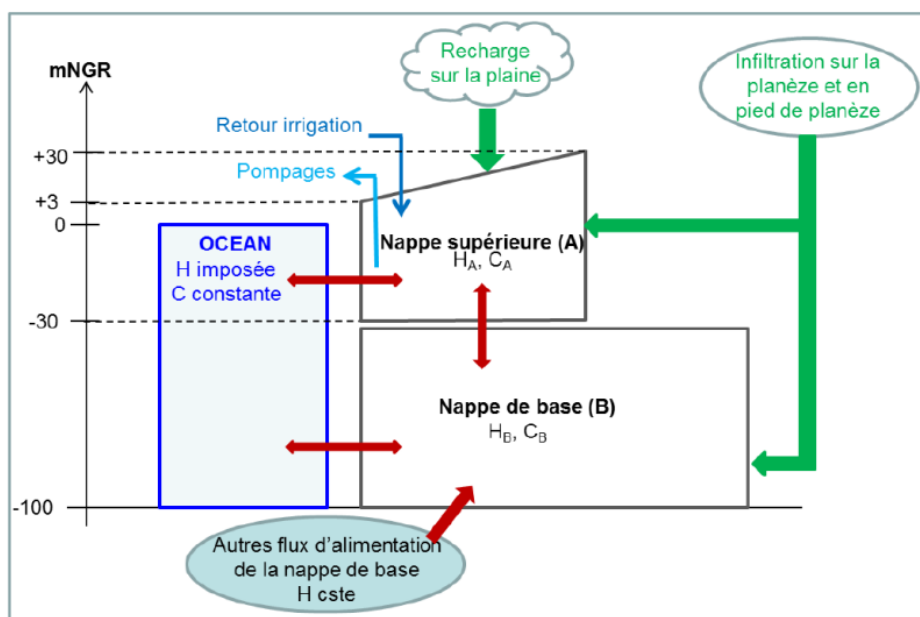 mNGR
+30
+3
0
-30
-100
Recharge
sur la plaine
Infiltration sur la
planèze et en
pied de planèze
Retour irrigation
Pompages
OCEAN
H imposée
C constante
Nappe supérieure (A)
HA, CA
Nappe de base (B)
HB, CB
Autres flux d'alimentation
de la nappe de base
H cste